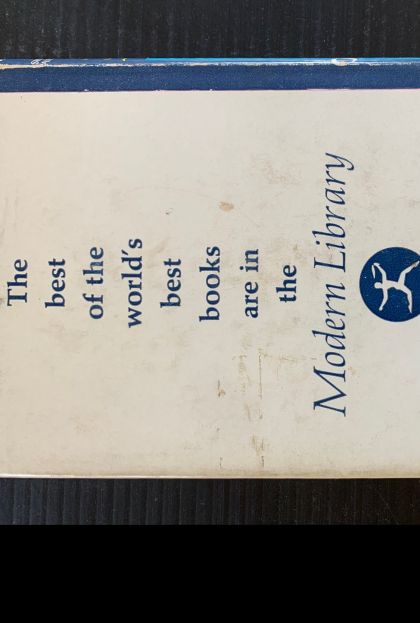 The
best
of the
world's
best
books
are in
the
Modern Library